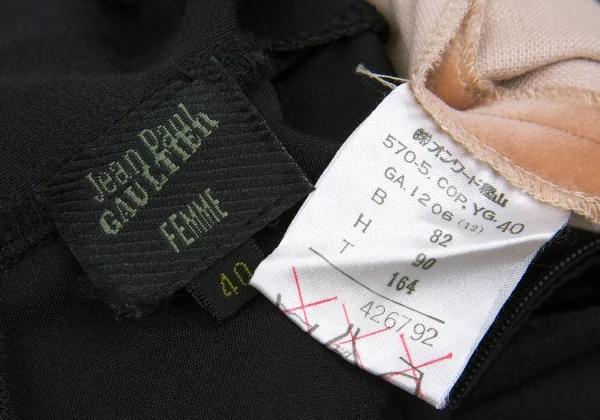 Jean Paul
GAULTIER
FEMME
40
㈱オンワード樫山
570-5. COP. YG. 40
GA. 1206 (12)
B 82
H 90
T 164
426792